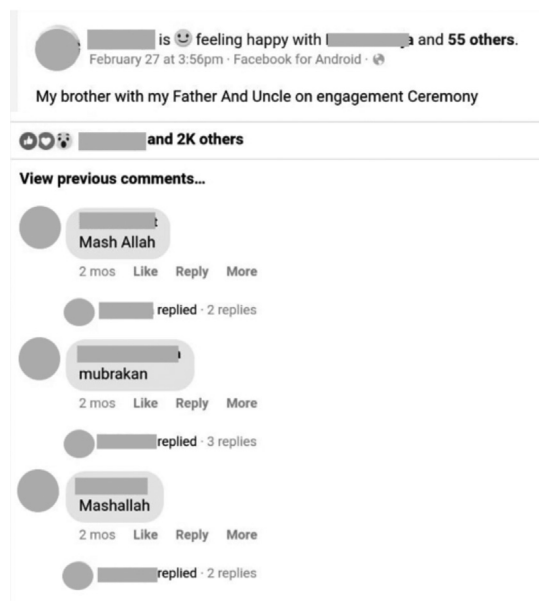 is feeling happy with and 55 others.
February 27 at 3:56pm · Facebook for Android ·
My brother with my Father And Uncle on engagement Ceremony
and 2K others
View previous comments...
Mash Allah
2 mos Like Reply More
replied · 2 replies
mubrakan
2 mos Like Reply More
replied · 3 replies
Mashallah
2 mos Like Reply More
replied · 2 replies